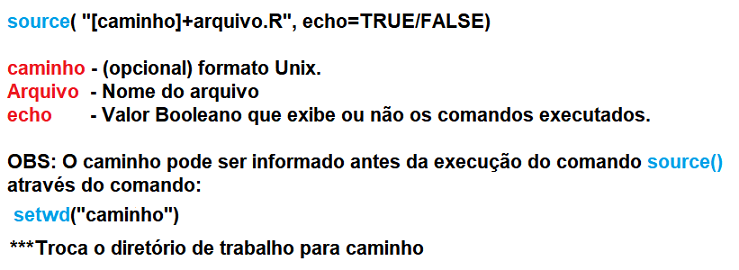 source( "[caminho]+arquivo.R", echo=TRUE/FALSE)
caminho - (opcional) formato Unix.
Arquivo - Nome do arquivo
echo - Valor Booleano que exibe ou não os comandos executados.
OBS: O caminho pode ser informado antes da execução do comando source()
através do comando:
setwd("caminho")
***Troca o diretório de trabalho para caminho